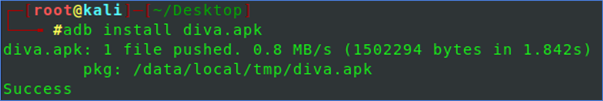 ┌─[root@kali]─[~/Desktop]
└──╼ #adb install diva.apk
diva.apk: 1 file pushed. 0.8 MB/s (1502294 bytes in 1.842s)
        pkg: /data/local/tmp/diva.apk
Success